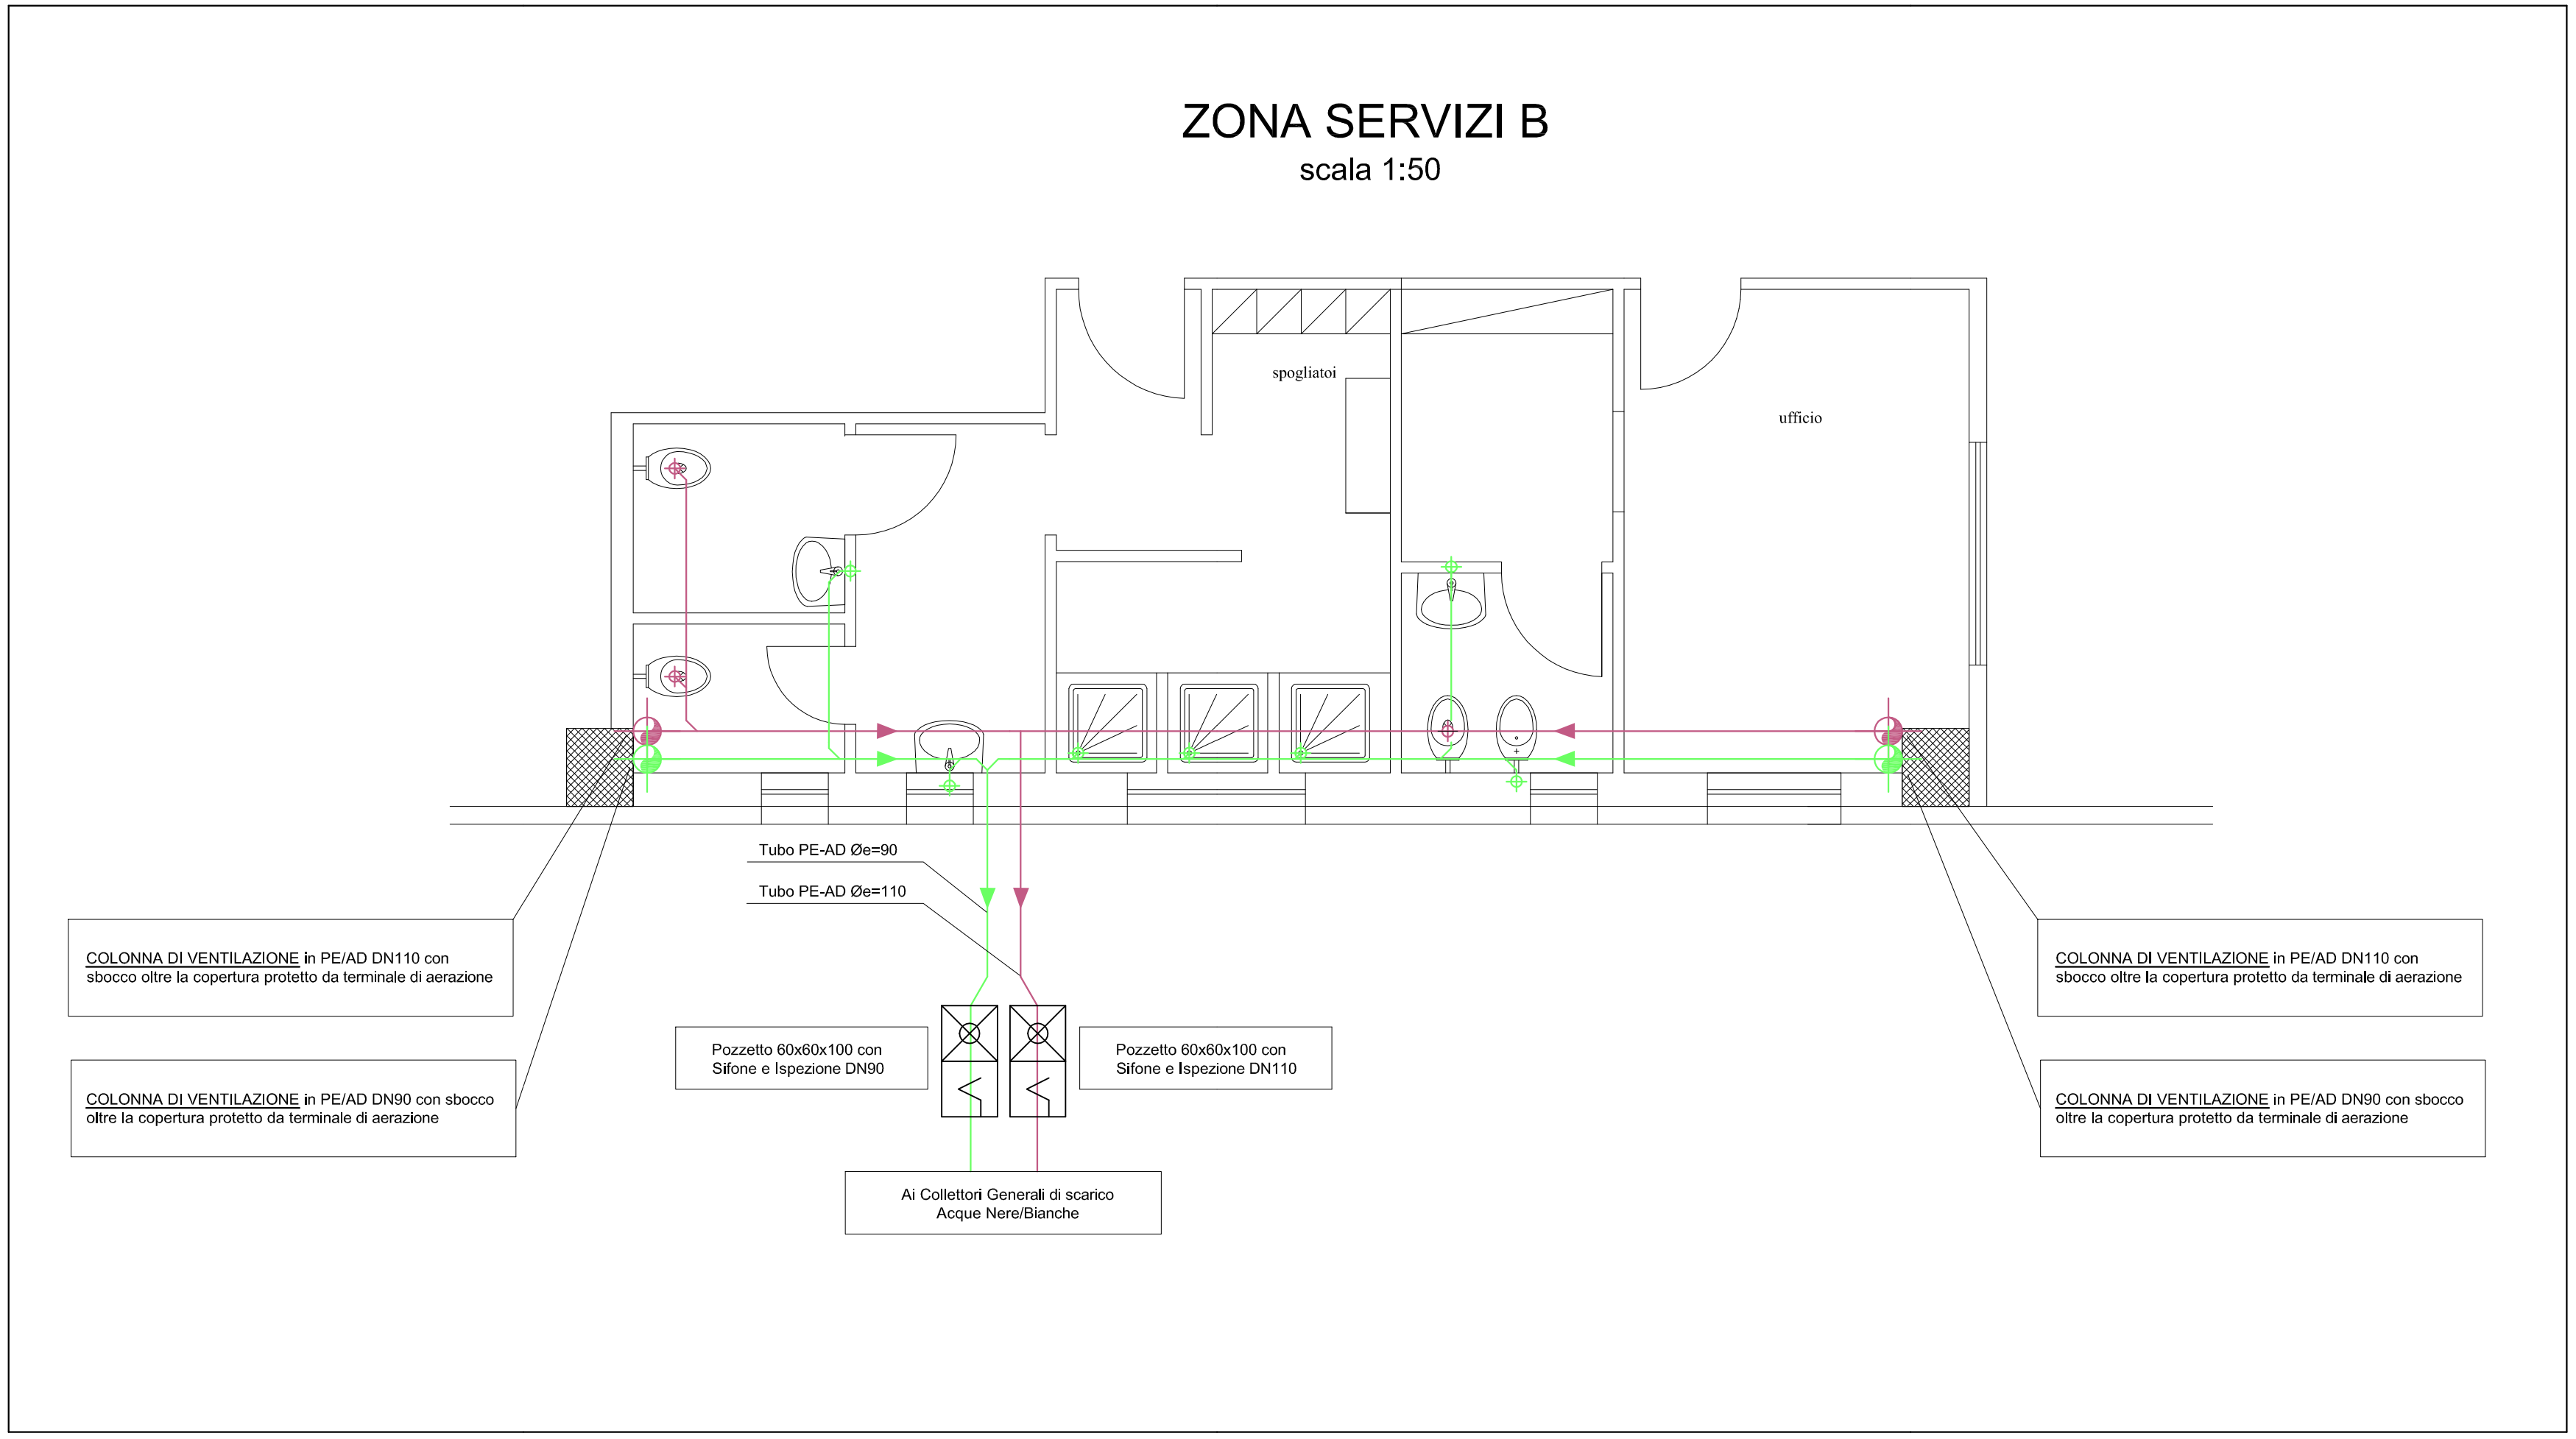 ZONA SERVIZI B
scala 1:50
spogliatoi
ufficio
Tubo PE-AD Øe=90
Tubo PE-AD Øe=110
COLONNA DI VENTILAZIONE in PE/AD DN110 con
sbocco oltre la copertura protetto da terminale di aerazione
COLONNA DI VENTILAZIONE in PE/AD DN110 con
sbocco oltre la copertura protetto da terminale di aerazione
Pozzetto 60x60x100 con
Sifone e Ispezione DN90
Pozzetto 60x60x100 con
Sifone e Ispezione DN110
COLONNA DI VENTILAZIONE in PE/AD DN90 con sbocco
oltre la copertura protetto da terminale di aerazione
COLONNA DI VENTILAZIONE in PE/AD DN90 con sbocco
oltre la copertura protetto da terminale di aerazione
Ai Collettori Generali di scarico
Acque Nere/Bianche